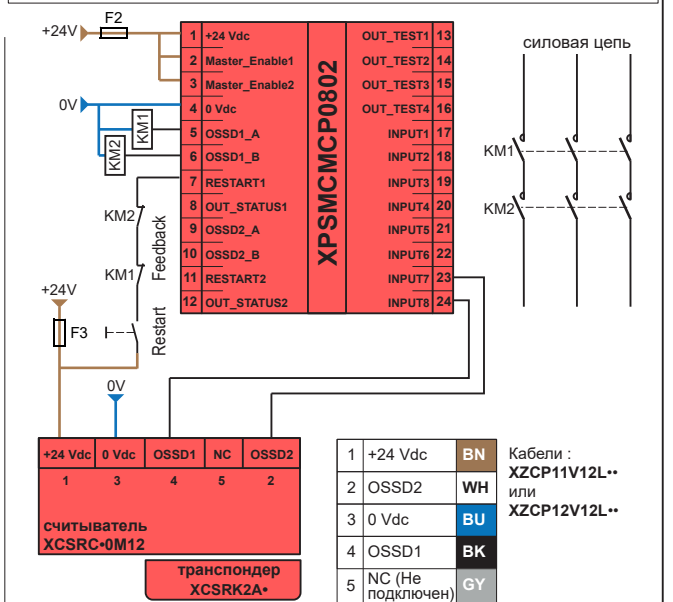 F2
+24V
0V
KM1
KM2
1 +24 Vdc
2 Master_Enable1
3 Master_Enable2
4 0 Vdc
5 OSSD1_A
6 OSSD1_B
7 RESTART1
8 OUT_STATUS1
9 OSSD2_A
10 OSSD2_B
11 RESTART2
12 OUT_STATUS2
XPSMCMCP0802
OUT_TEST1 13
OUT_TEST2 14
OUT_TEST3 15
OUT_TEST4 16
INPUT1 17
INPUT2 18
INPUT3 19
INPUT4 20
INPUT5 21
INPUT6 22
INPUT7 23
INPUT8 24
силовая цепь
KM1
KM2
KM2
KM1
Feedback
Restart
+24V
F3
0V
+24 Vdc 0 Vdc OSSD1 NC OSSD2
1 3 4 5 2
считыватель
XCSRC•0M12
транспондер
XCSRK2A•
1 +24 Vdc BN
2 OSSD2 WH
3 0 Vdc BU
4 OSSD1 BK
5 NC (Не
подключен) GY
Кабели :
XZCP11V12L••
или
XZCP12V12L••